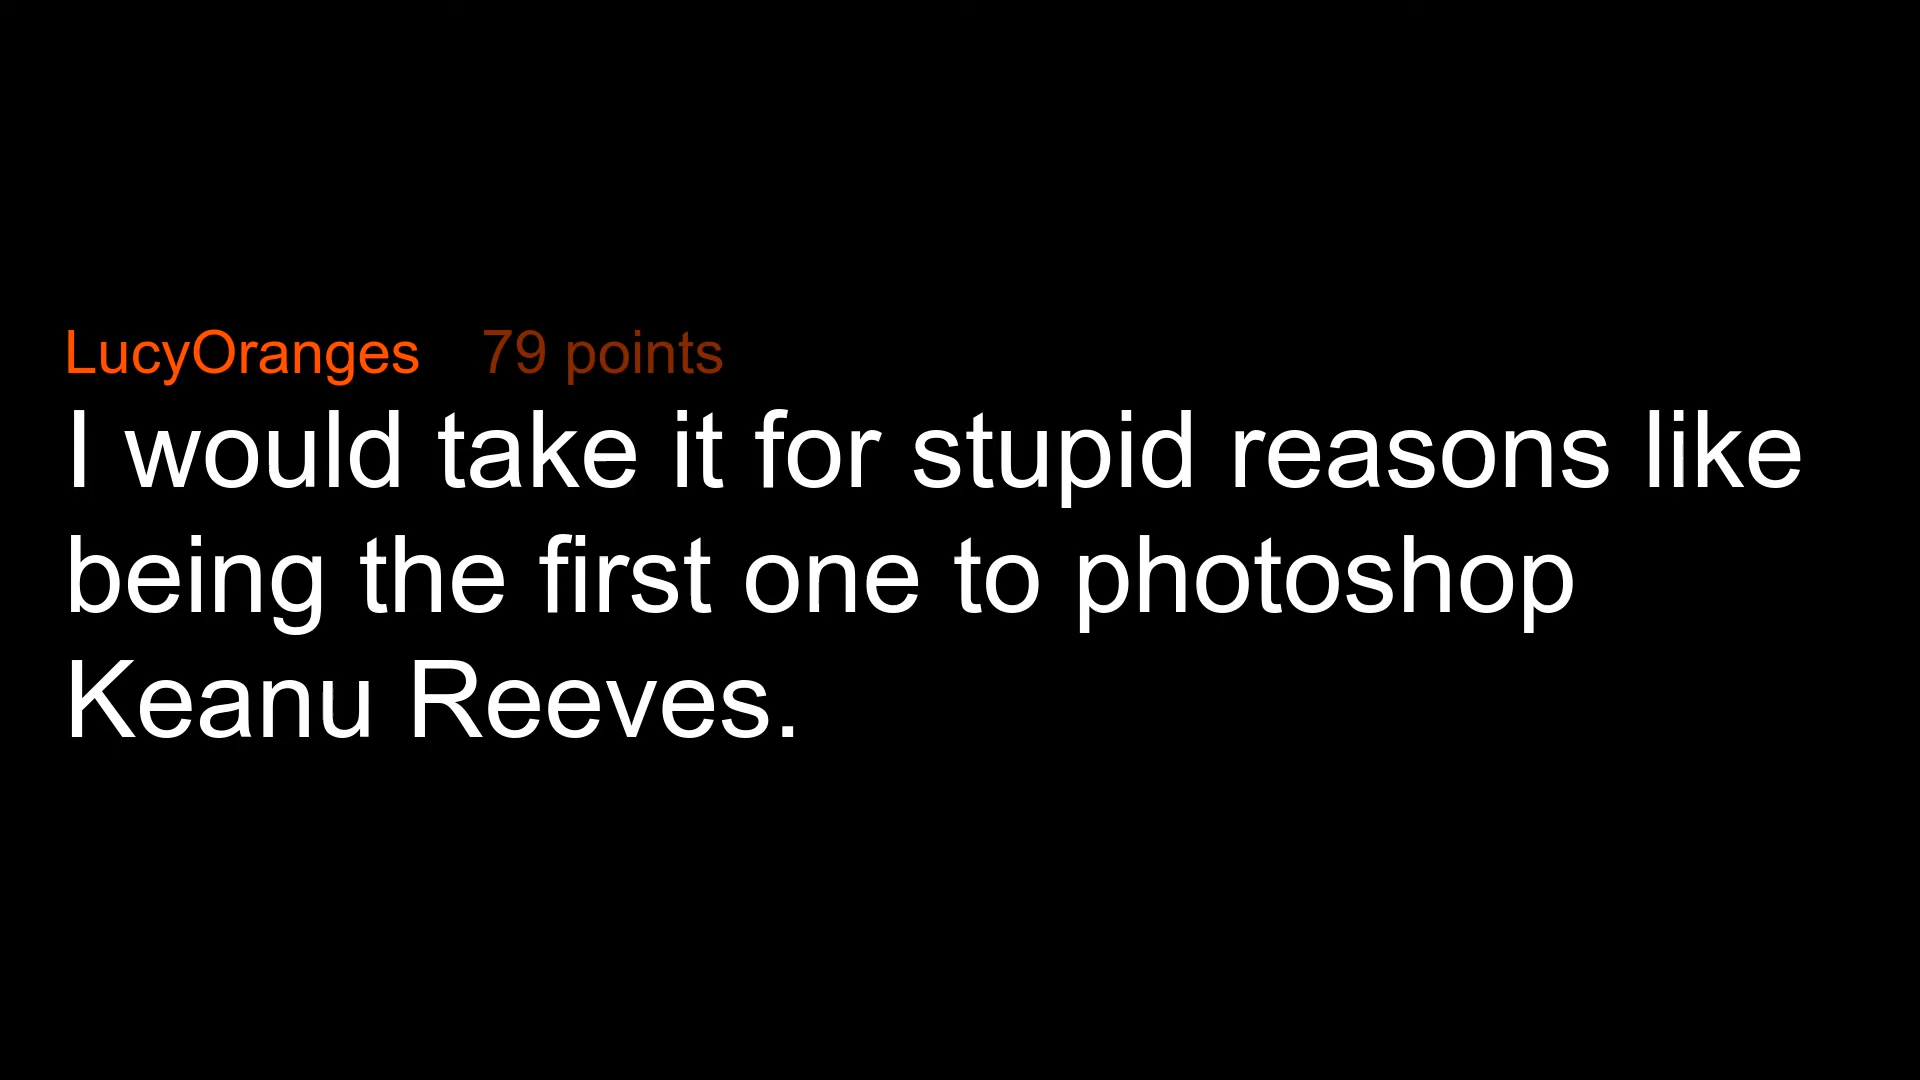 LucyOranges 79 points
I would take it for stupid reasons like
being the first one to photoshop
Keanu Reeves.